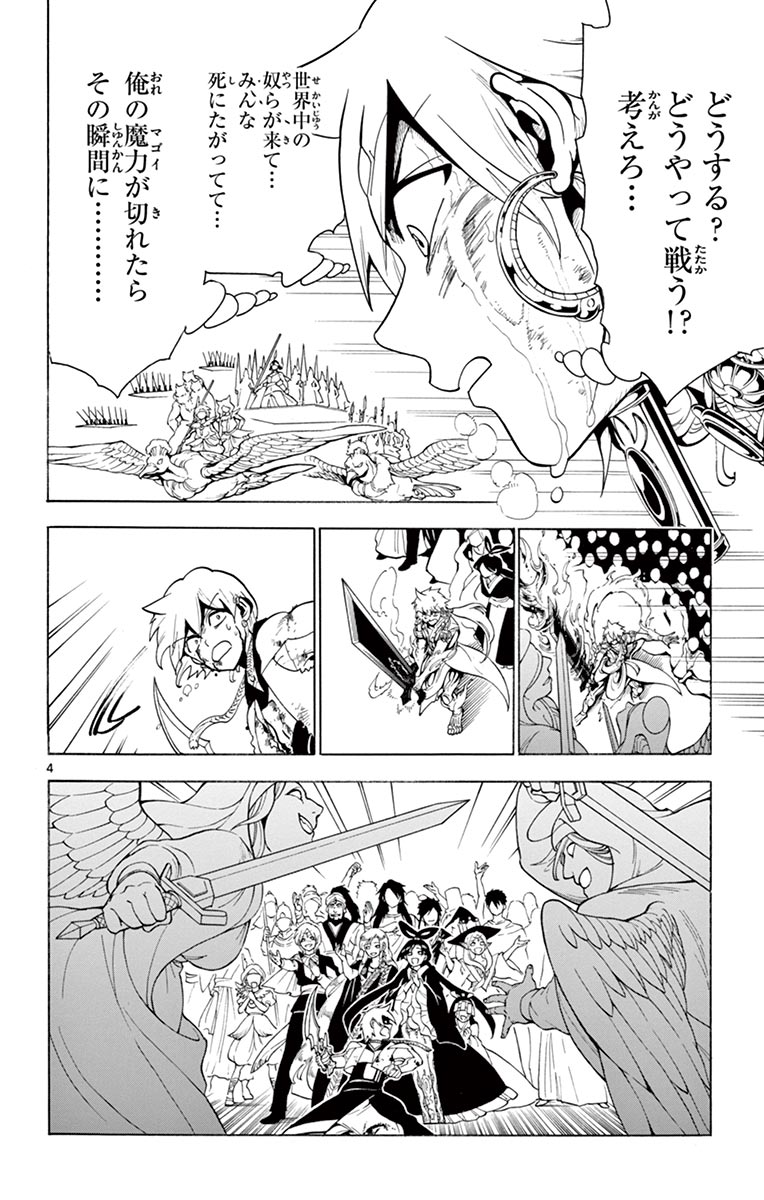 どうする?
どうやって戦う!?
考えろ…
世界中の
奴らが来て…
みんな
死にたがってて…
俺の魔力が切れたら
その瞬間に…………
4